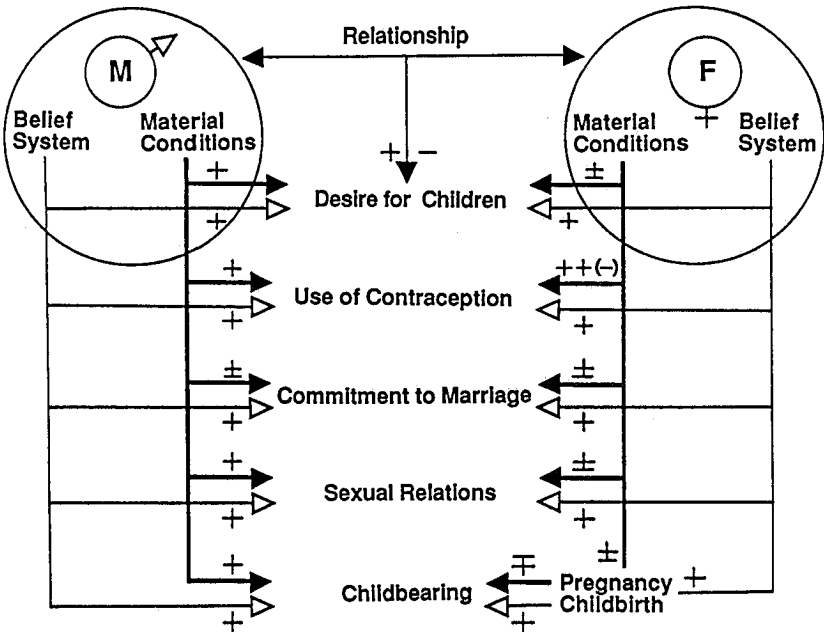 Relationship
M
F
Belief
System
Material
Conditions
Material
Conditions
Belief
System
+ −
+
±
Desire for Children
+
+
+
++(−)
Use of Contraception
+
+
±
±
Commitment to Marriage
+
+
+
±
Sexual Relations
+
+
±
+
∓
Pregnancy
Childbirth
+
Childbearing
+
+